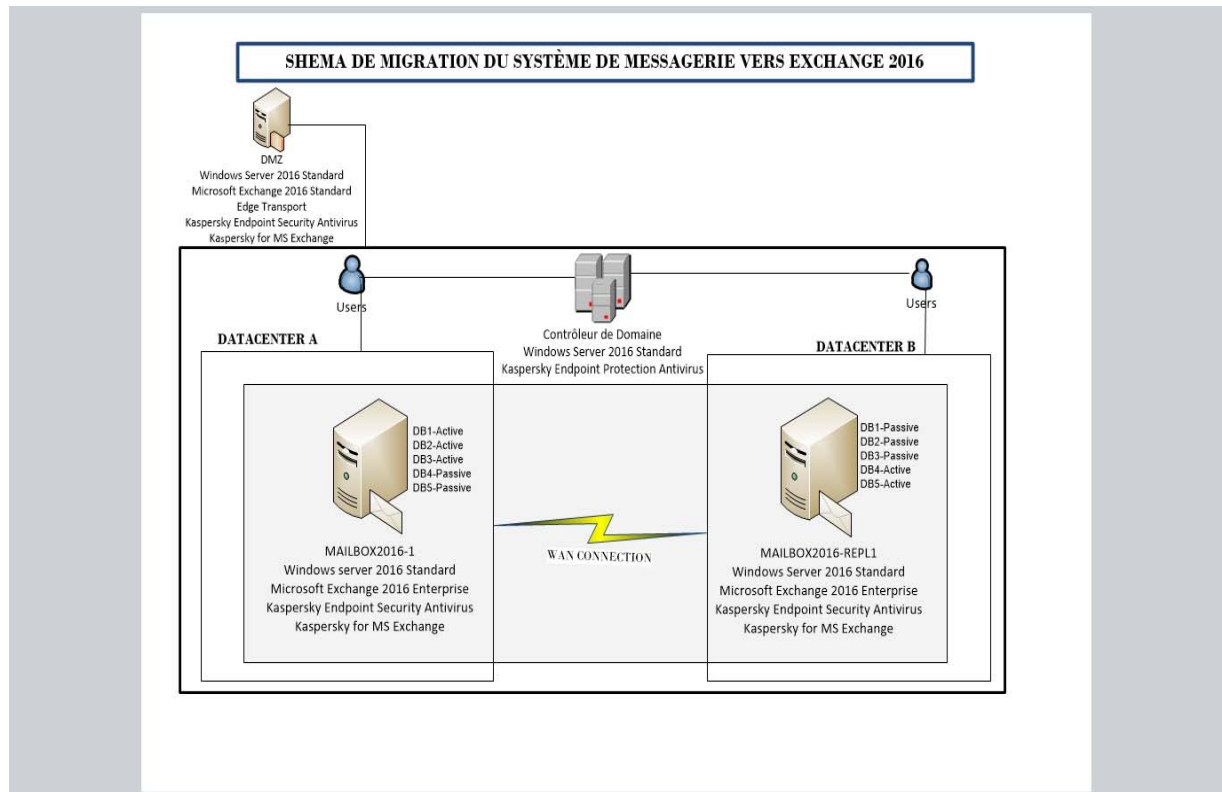 SHEMA DE MIGRATION DU SYSTÈME DE MESSAGERIE VERS EXCHANGE 2016
DMZ
Windows Server 2016 Standard
Microsoft Exchange 2016 Standard
Edge Transport
Kaspersky Endpoint Security Antivirus
Kaspersky for MS Exchange
Users
Users
Contrôleur de Domaine
Windows Server 2016 Standard
Kaspersky Endpoint Protection Antivirus
DATACENTER A
DATACENTER B
DB1-Active
DB2-Active
DB3-Active
DB4-Passive
DB5-Passive
MAILBOX2016-1
Windows server 2016 Standard
Microsoft Exchange 2016 Enterprise
Kaspersky Endpoint Security Antivirus
Kaspersky for MS Exchange
WAN CONNECTION
DB1-Passive
DB2-Passive
DB3-Passive
DB4-Active
DB5-Active
MAILBOX2016-REPL1
Windows Server 2016 Standard
Microsoft Exchange 2016 Enterprise
Kaspersky Endpoint Security Antivirus
Kaspersky for MS Exchange